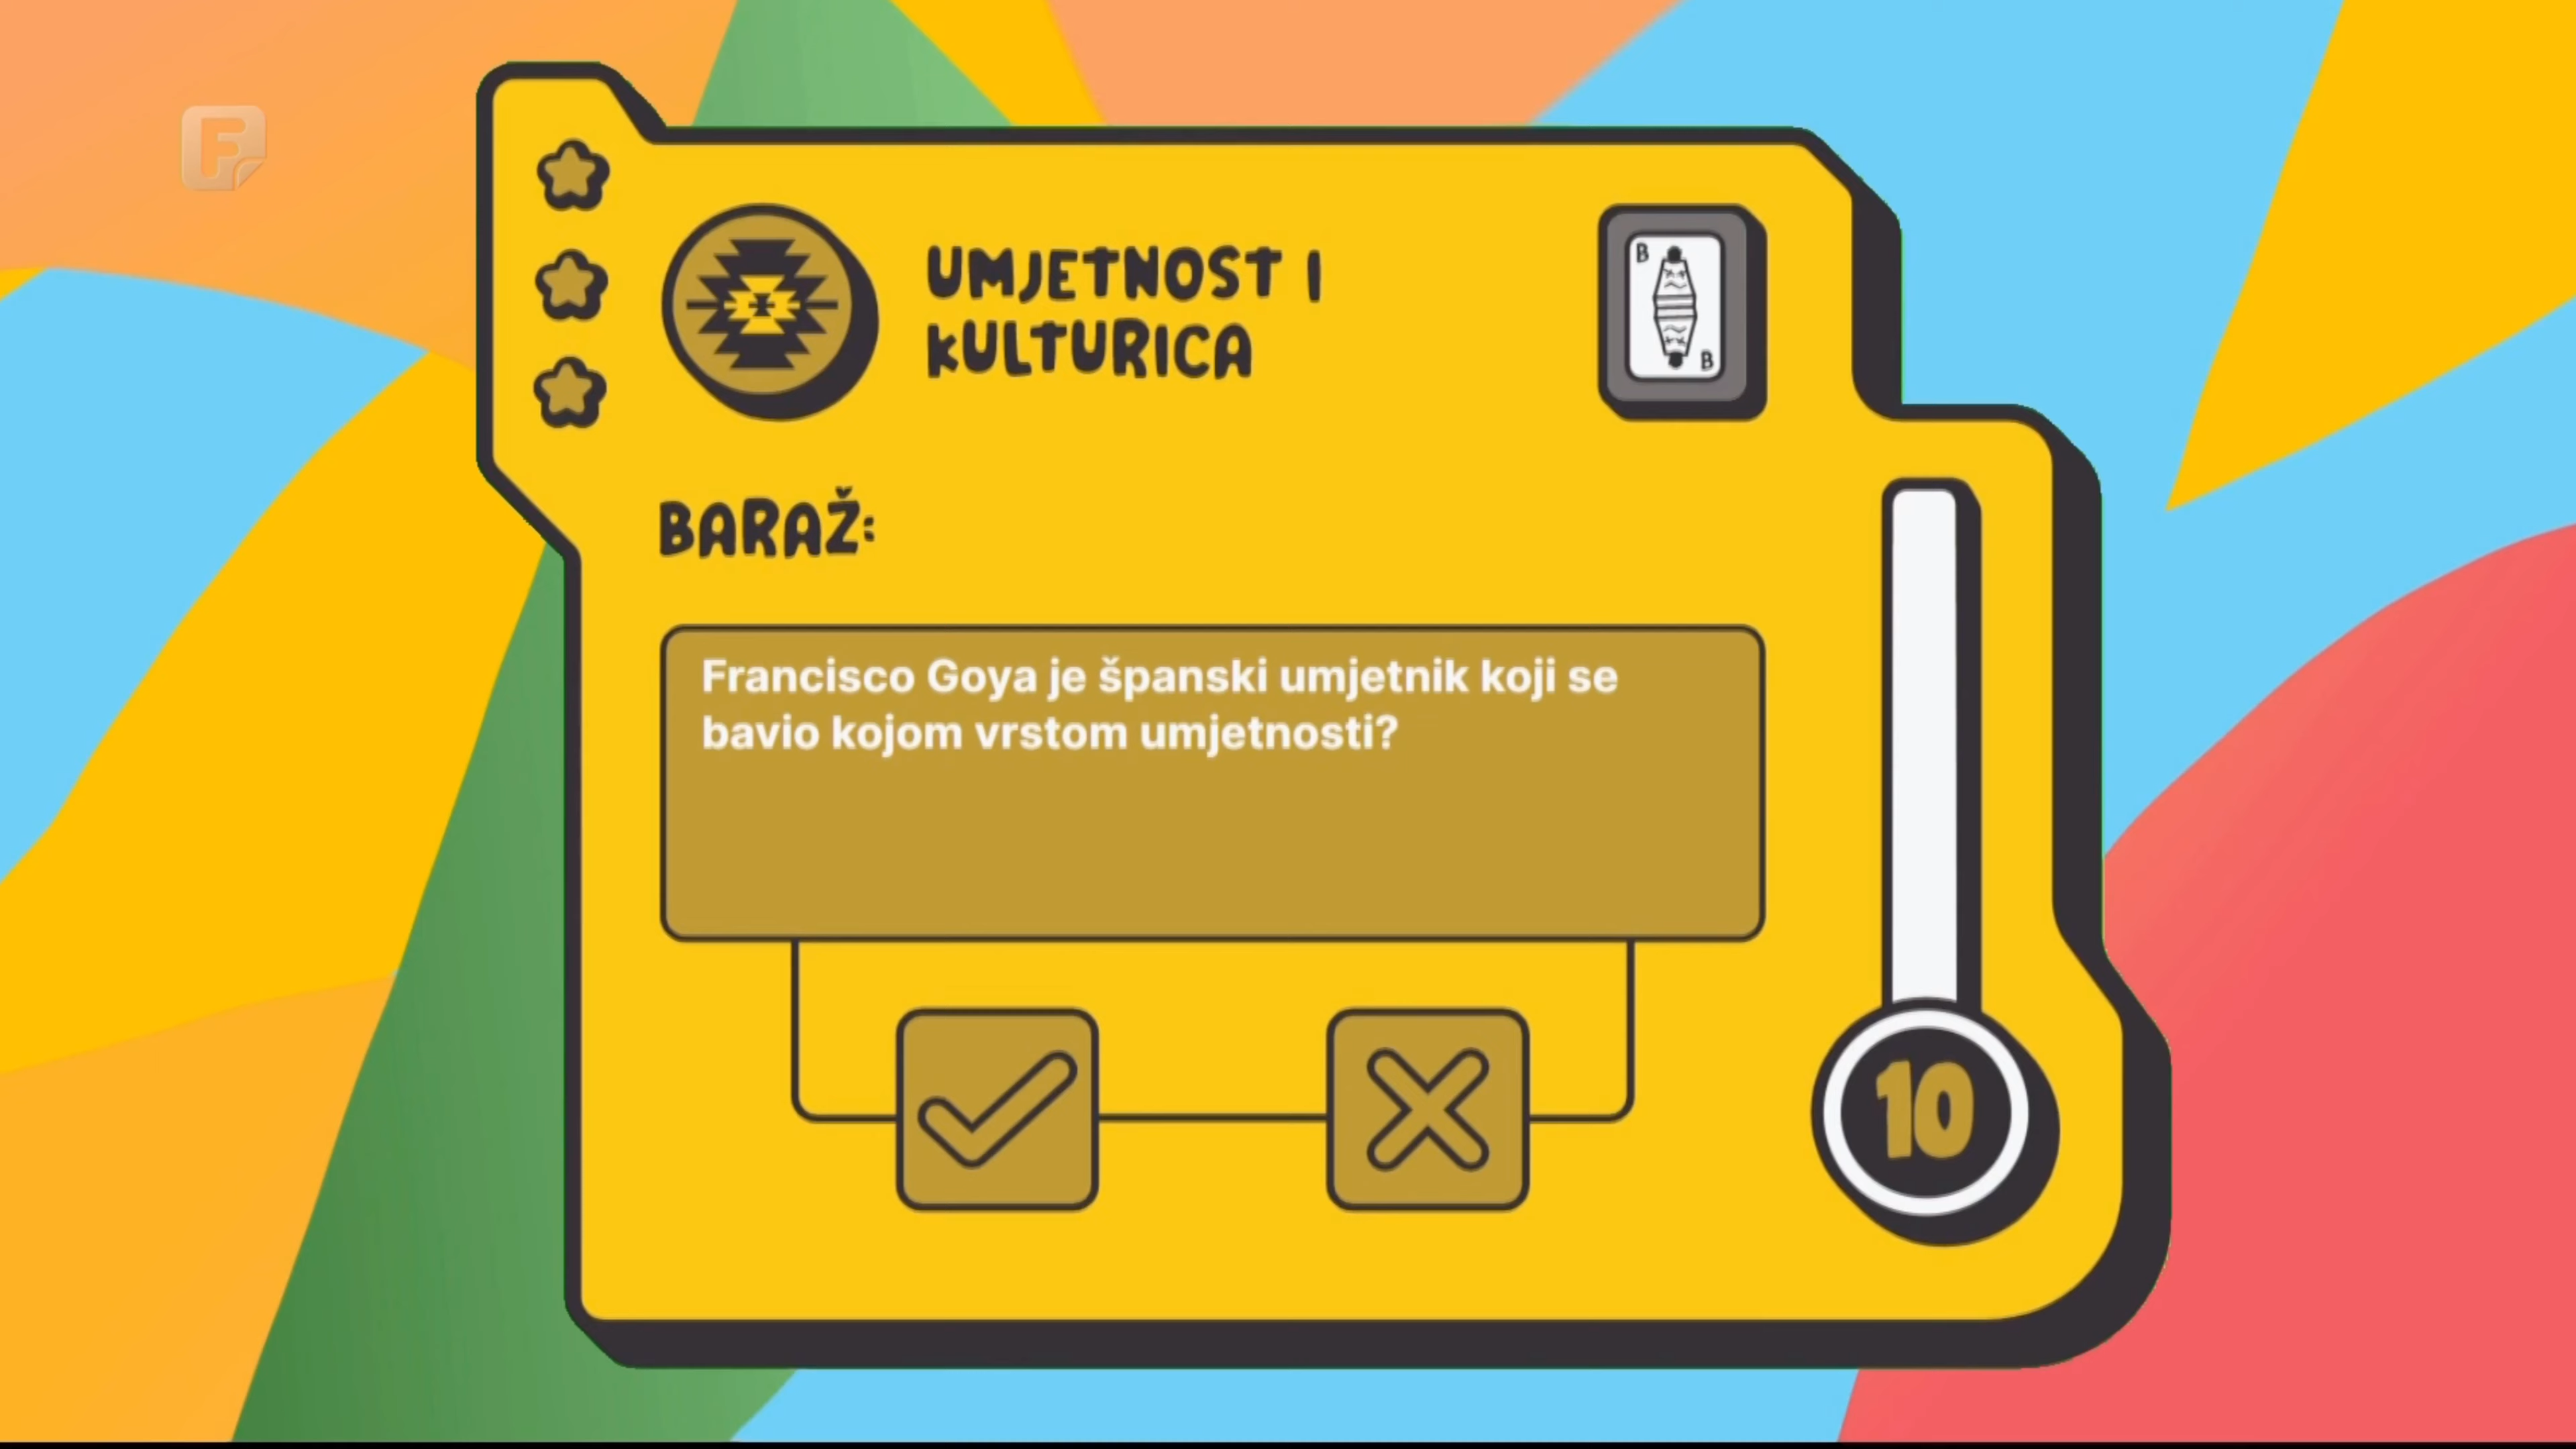 F
UMJETNOST I
KULTURICA
B
B
BARAŽ:
Francisco Goya je španski umjetnik koji se
bavio kojom vrstom umjetnosti?
10